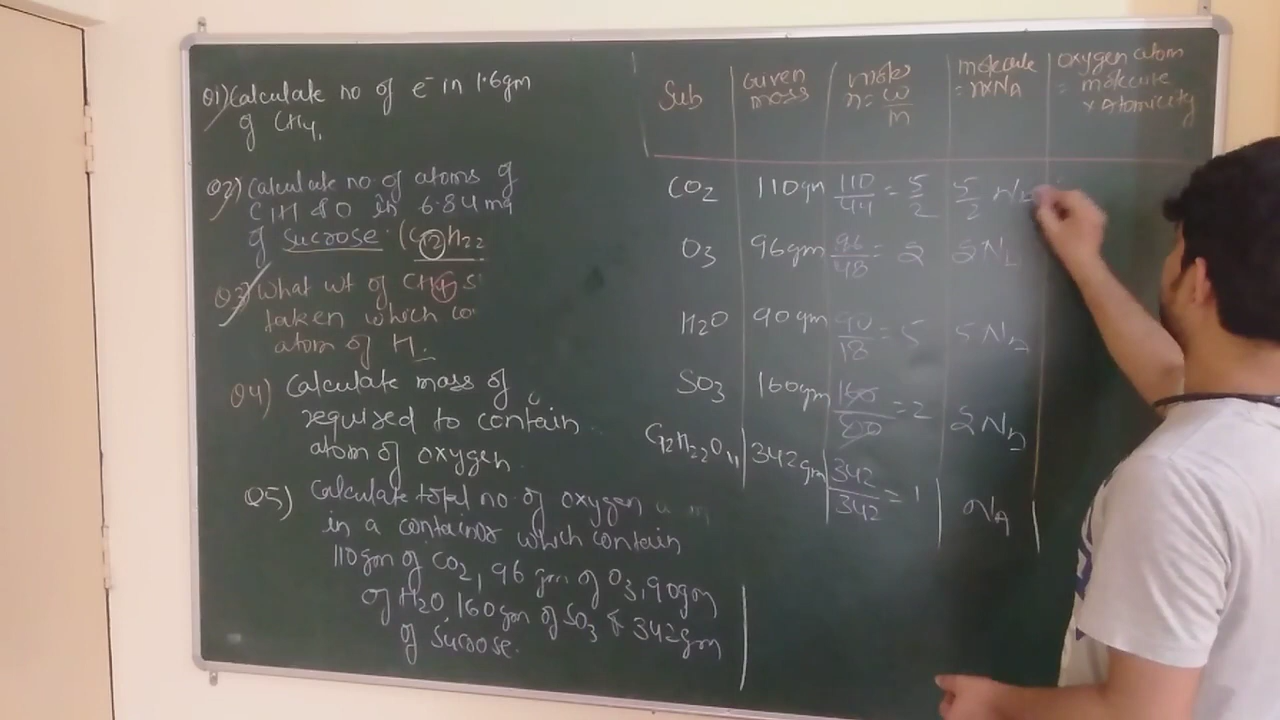 Q1) Calculate no of e- in 1.6gm
of CH4.
Q2) Calculate no of atoms of
C, H & O in 6.84 mg
of sucrose (C12H22
Q3) What wt of CH4 s
taken which co
atom of H.
Q4) Calculate mass of
required to contain
atom of oxygen.
Q5) Calculate total no of oxygen
in a container which contain
110gm of CO2, 96 gm of O3, 90gm
of H2O, 160gm of SO3 & 342gm
of sucrose.
Sub
Given
mass
moles
n = w/m
molecule
= n×NA
oxygen atom
= molecule
× Atomicity
CO2 110gm 110/44 = 5/2 5/2
O3 96gm 96/48 = 2 2NA
H2O 90gm 90/18 = 5 5 NA
SO3 160gm 160/80 = 2 2 NA
C12H22O11 342gm 342/342 = 1 NA